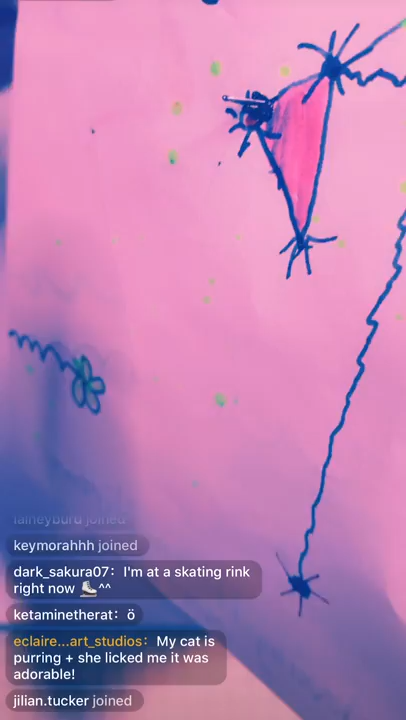 laineyburd joined
keymorahhh joined
dark_sakura07: I'm at a skating rink
right now ⛸️^^
ketaminetherat: ö
eclaire...art_studios: My cat is
purring + she licked me it was
adorable!
jilian.tucker joined